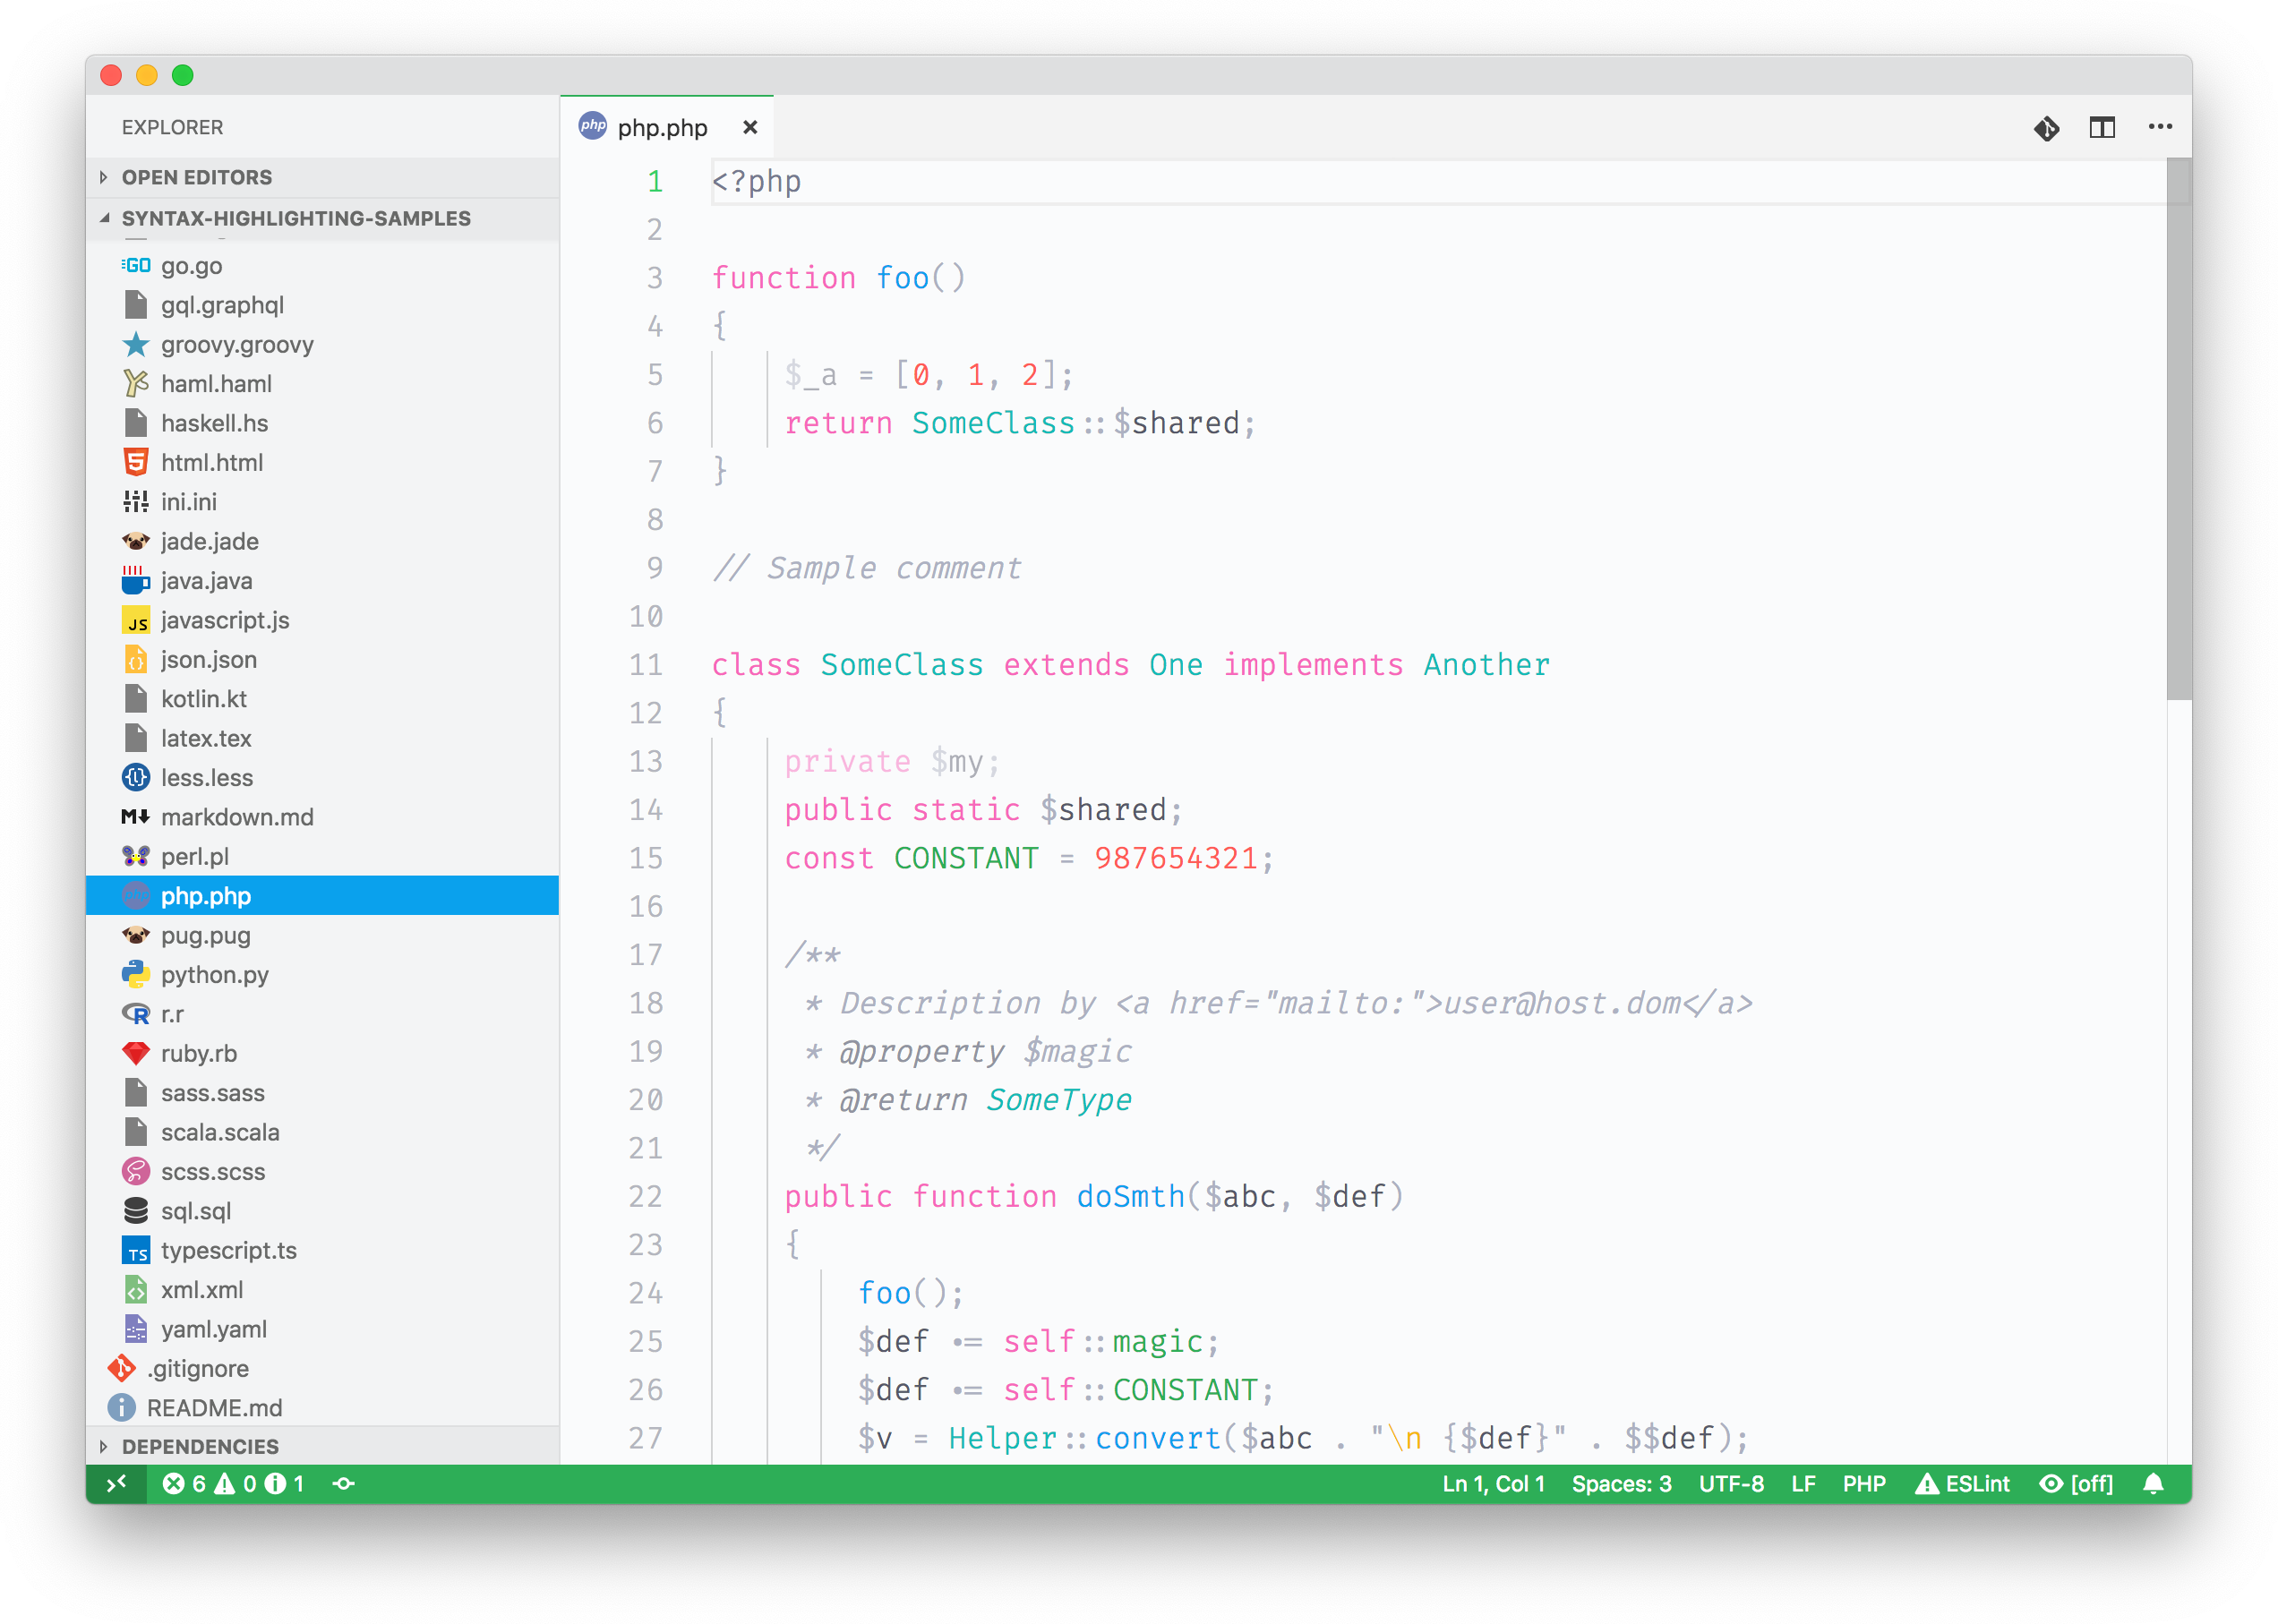 EXPLORER
OPEN EDITORS
SYNTAX-HIGHLIGHTING-SAMPLES
GO go.go
gql.graphql
groovy.groovy
haml.haml
haskell.hs
5 html.html
ini.ini
jade.jade
java.java
JS javascript.js
{} json.json
kotlin.kt
latex.tex
{L} less.less
M markdown.md
perl.pl
php php.php
pug.pug
python.py
R r.r
ruby.rb
sass.sass
scala.scala
scss.scss
sql.sql
TS typescript.ts
<> xml.xml
yaml.yaml
.gitignore
i README.md
DEPENDENCIES
php php.php ×
1 <?php
2
3 function foo()
4 {
5 $_a = [0, 1, 2];
6 return SomeClass::$shared;
7 }
8
9 // Sample comment
10
11 class SomeClass extends One implements Another
12 {
13 private $my;
14 public static $shared;
15 const CONSTANT = 987654321;
16
17 /**
18 * Description by <a href="mailto:">user@host.dom</a>
19 * @property $magic
20 * @return SomeType
21 */
22 public function doSmth($abc, $def)
23 {
24 foo();
25 $def .= self::magic;
26 $def .= self::CONSTANT;
27 $v = Helper::convert($abc . "\n {$def}" . $$def);
6 0 1
Ln 1, Col 1 Spaces: 3 UTF-8 LF PHP ESLint [off]